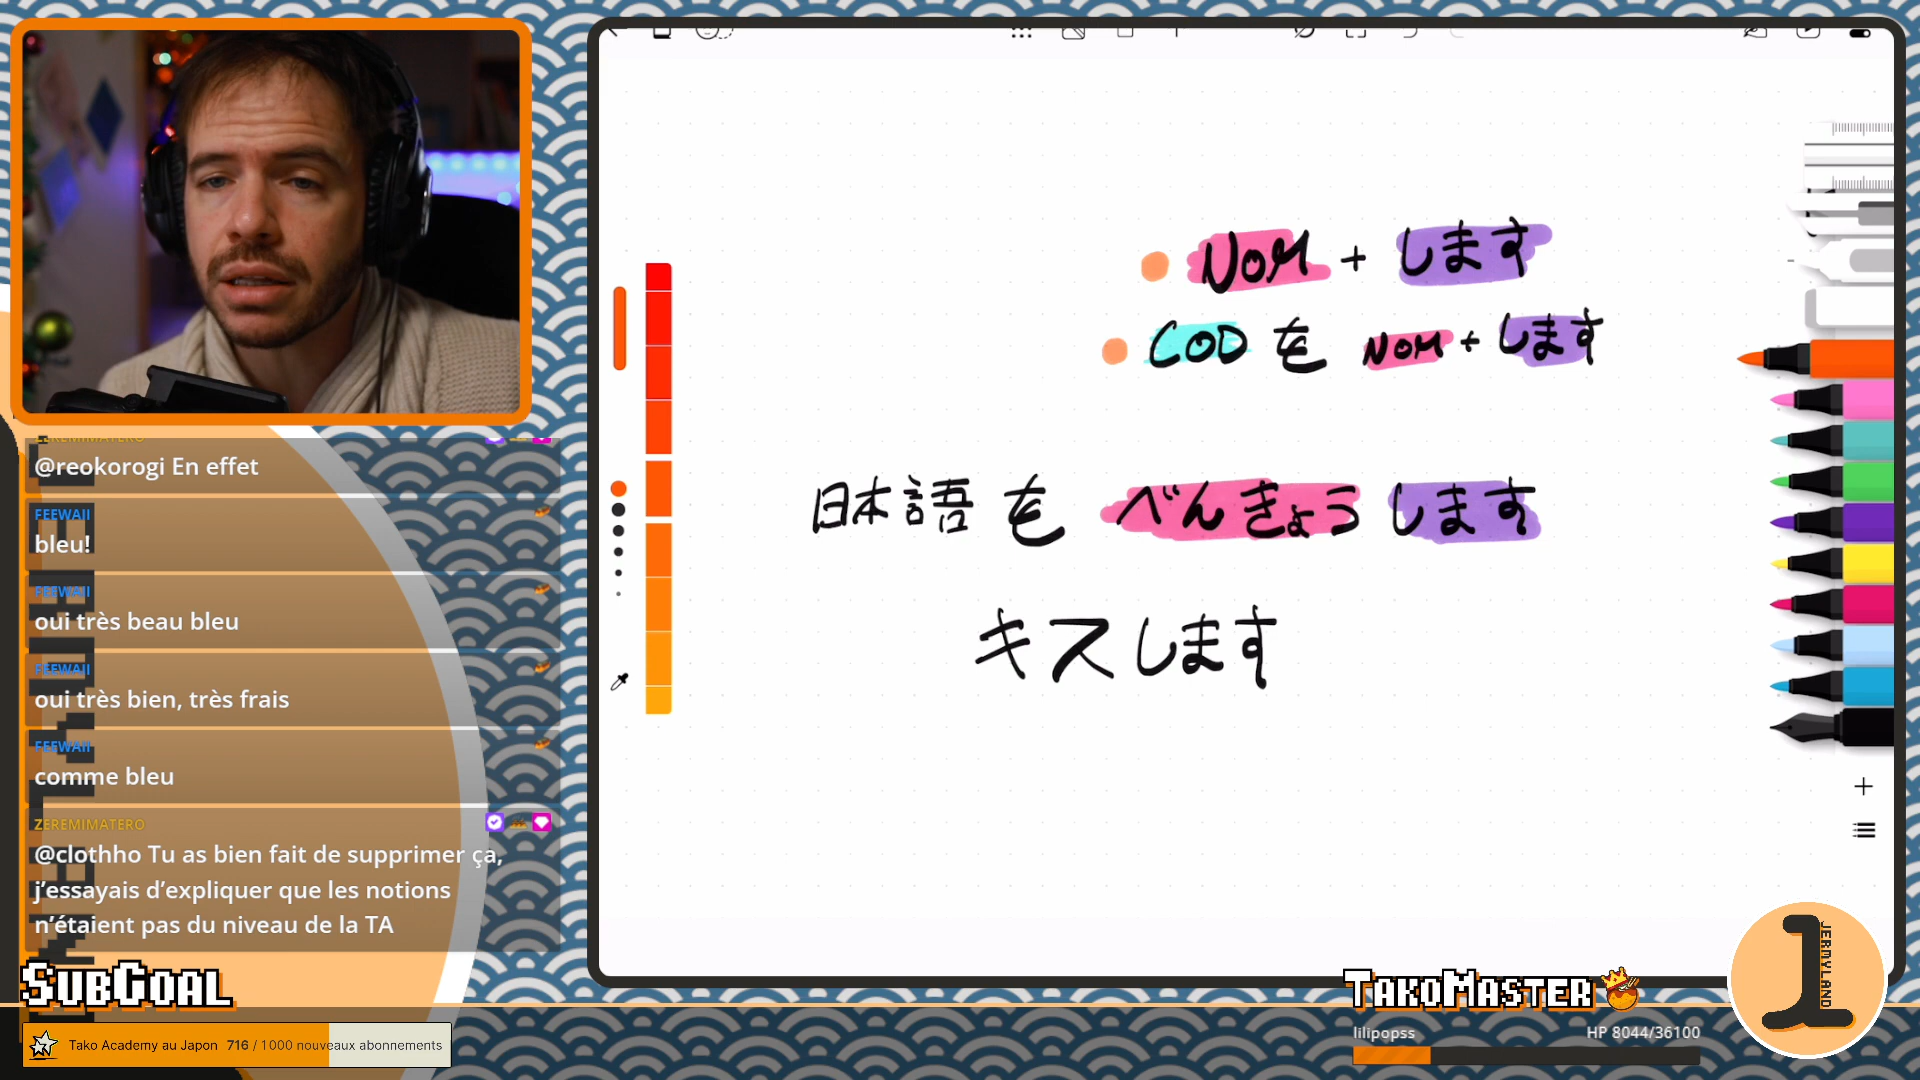 NOM + します
COD を NOM + します
日本語 を べんきょう します
キスします
ZEREMIMATERO
@reokorogi En effet
FEEWAII
bleu!
FEEWAII
oui très beau bleu
FEEWAII
oui très bien, très frais
FEEWAII
comme bleu
ZEREMIMATERO
@clothho Tu as bien fait de supprimer ça,
j'essayais d'expliquer que les notions
n'étaient pas du niveau de la TA
SUBGOAL
Tako Academy au Japon 716 / 1000 nouveaux abonnements
TAKOMASTER
lilipopss HP 8044/36100
JEREMYLAND